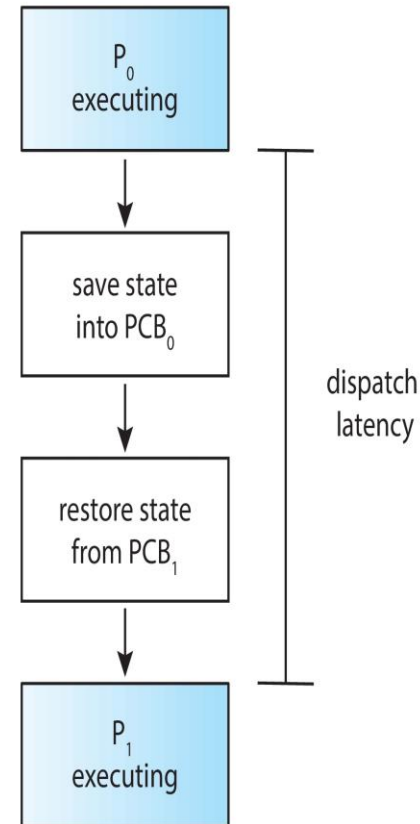 P₀
executing
save state
into PCB₀
restore state
from PCB₁
dispatch
latency
P₁
executing